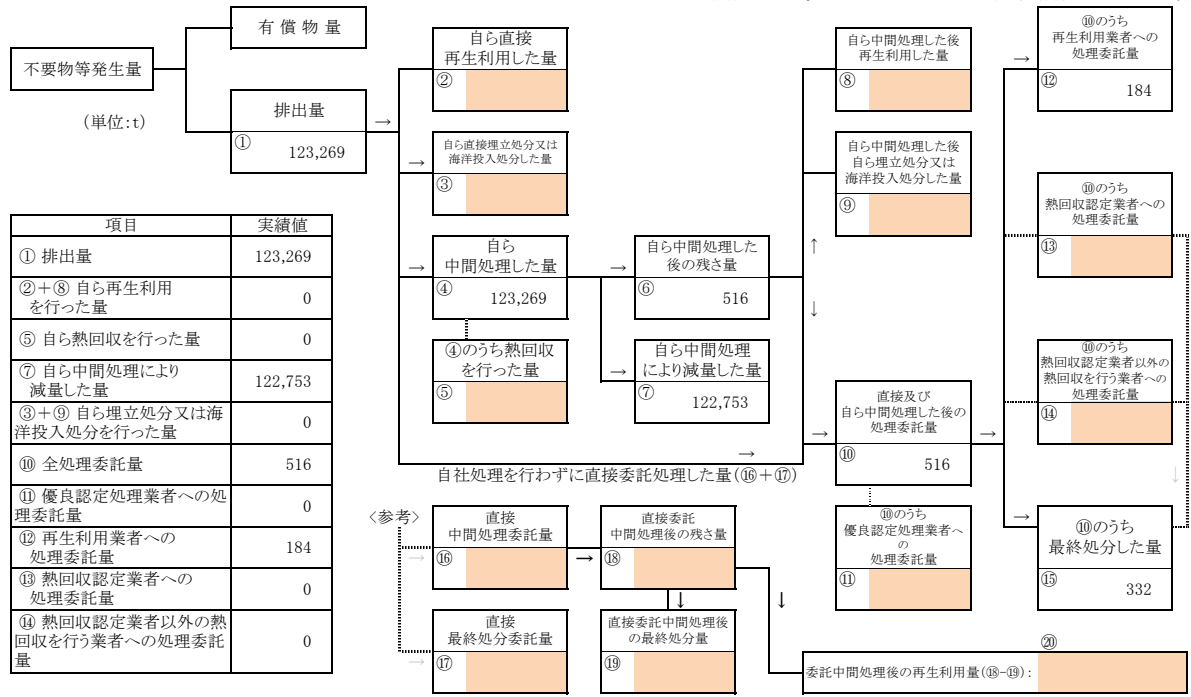 有償物量
不要物等発生量
(単位:t)
排出量
① 123,269
→
自ら直接
再生利用した量
②
→
自ら直接埋立処分又は
海洋投入処分した量
③
→
自ら
中間処理した量
④ 123,269
④のうち熱回収
を行った量
⑤
→
自ら中間処理した
後の残さ量
⑥ 516
→
自ら中間処理
により減量した量
⑦ 122,753
自ら中間処理した後
再生利用した量
⑧
自ら中間処理した後
自ら埋立処分又は
海洋投入処分した量
⑨
↑
↓
→
自社処理を行わずに直接委託処理した量(⑯+⑰)
→
直接及び
自ら中間処理した後の
処理委託量
⑩ 516
→
⑩のうち
優良認定処理業者へ
の
処理委託量
⑪
→
⑩のうち
再生利用業者への
処理委託量
⑫ 184
⑩のうち
熱回収認定業者への
処理委託量
⑬
⑩のうち
熱回収認定業者以外の
熱回収を行う業者への
処理委託量
⑭
↓
→
⑩のうち
最終処分した量
⑮ 332
項目 実績値
① 排出量 123,269
②+⑧ 自ら再生利用
を行った量 0
⑤ 自ら熱回収を行った量 0
⑦ 自ら中間処理により
減量した量 122,753
③+⑨ 自ら埋立処分又は海
洋投入処分を行った量 0
⑩ 全処理委託量 516
⑪ 優良認定処理業者への処
理委託量 0
⑫ 再生利用業者への
処理委託量 184
⑬ 熱回収認定業者への
処理委託量 0
⑭ 熱回収認定業者以外の熱
回収を行う業者への処理委託
量 0
〈参考〉
→
直接
中間処理委託量
⑯
→
直接委託
中間処理後の残さ量
⑱
→
直接
最終処分委託量
⑰
↓
直接委託中間処理後
の最終処分量
⑲
↓
⑳
委託中間処理後の再生利用量(⑱-⑲):